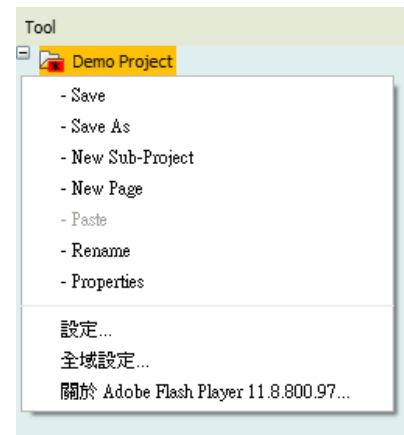 Tool
Demo Project
- Save
- Save As
- New Sub-Project
- New Page
- Paste
- Rename
- Properties
設定...
全域設定...
關於 Adobe Flash Player 11.8.800.97...